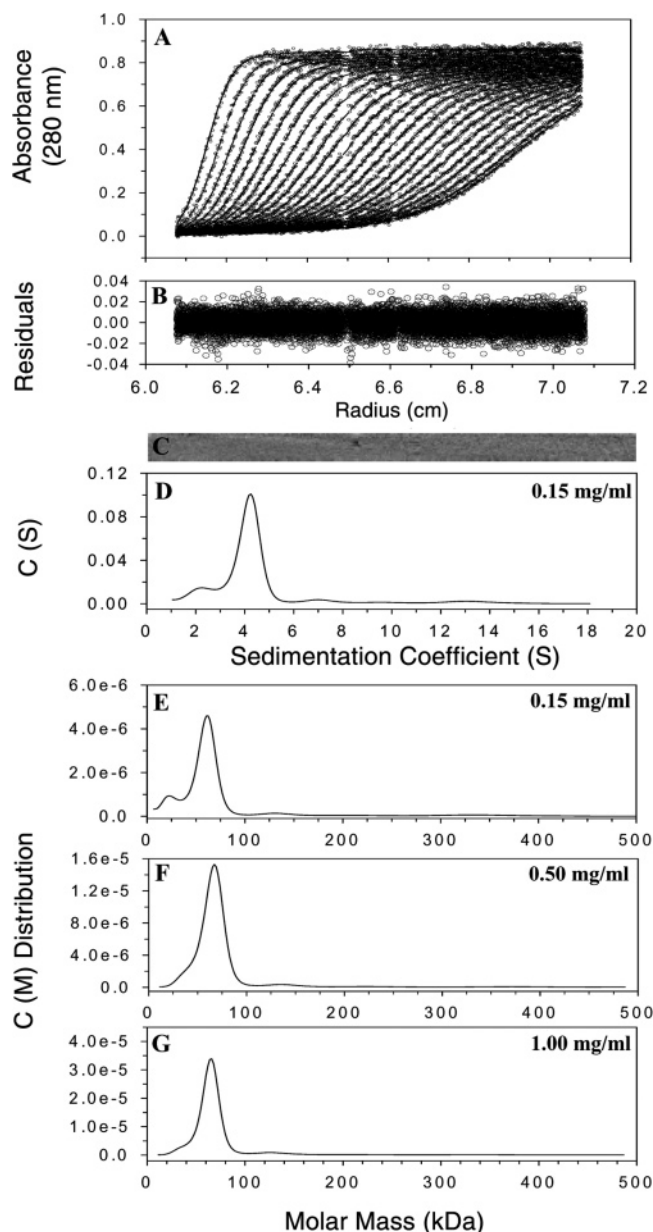 A
Absorbance
(280 nm)
1.0
0.8
0.6
0.4
0.2
0.0
B
Residuals
0.04
0.02
0.00
-0.02
-0.04
6.0 6.2 6.4 6.6 6.8 7.0 7.2
Radius (cm)
C
D
0.15 mg/ml
C (S)
0.12
0.08
0.04
0.00
0 2 4 6 8 10 12 14 16 18 20
Sedimentation Coefficient (S)
E
0.15 mg/ml
6.0e-6
4.0e-6
2.0e-6
0.0
0 100 200 300 400 500
C (M) Distribution
F
0.50 mg/ml
1.6e-5
1.2e-5
4.0e-6
4.0e-6
0.0
0 100 200 300 400 500
G
1.00 mg/ml
4.0e-5
3.0e-5
2.0e-5
1.0e-5
0.0
0 100 200 300 400 500
Molar Mass (kDa)